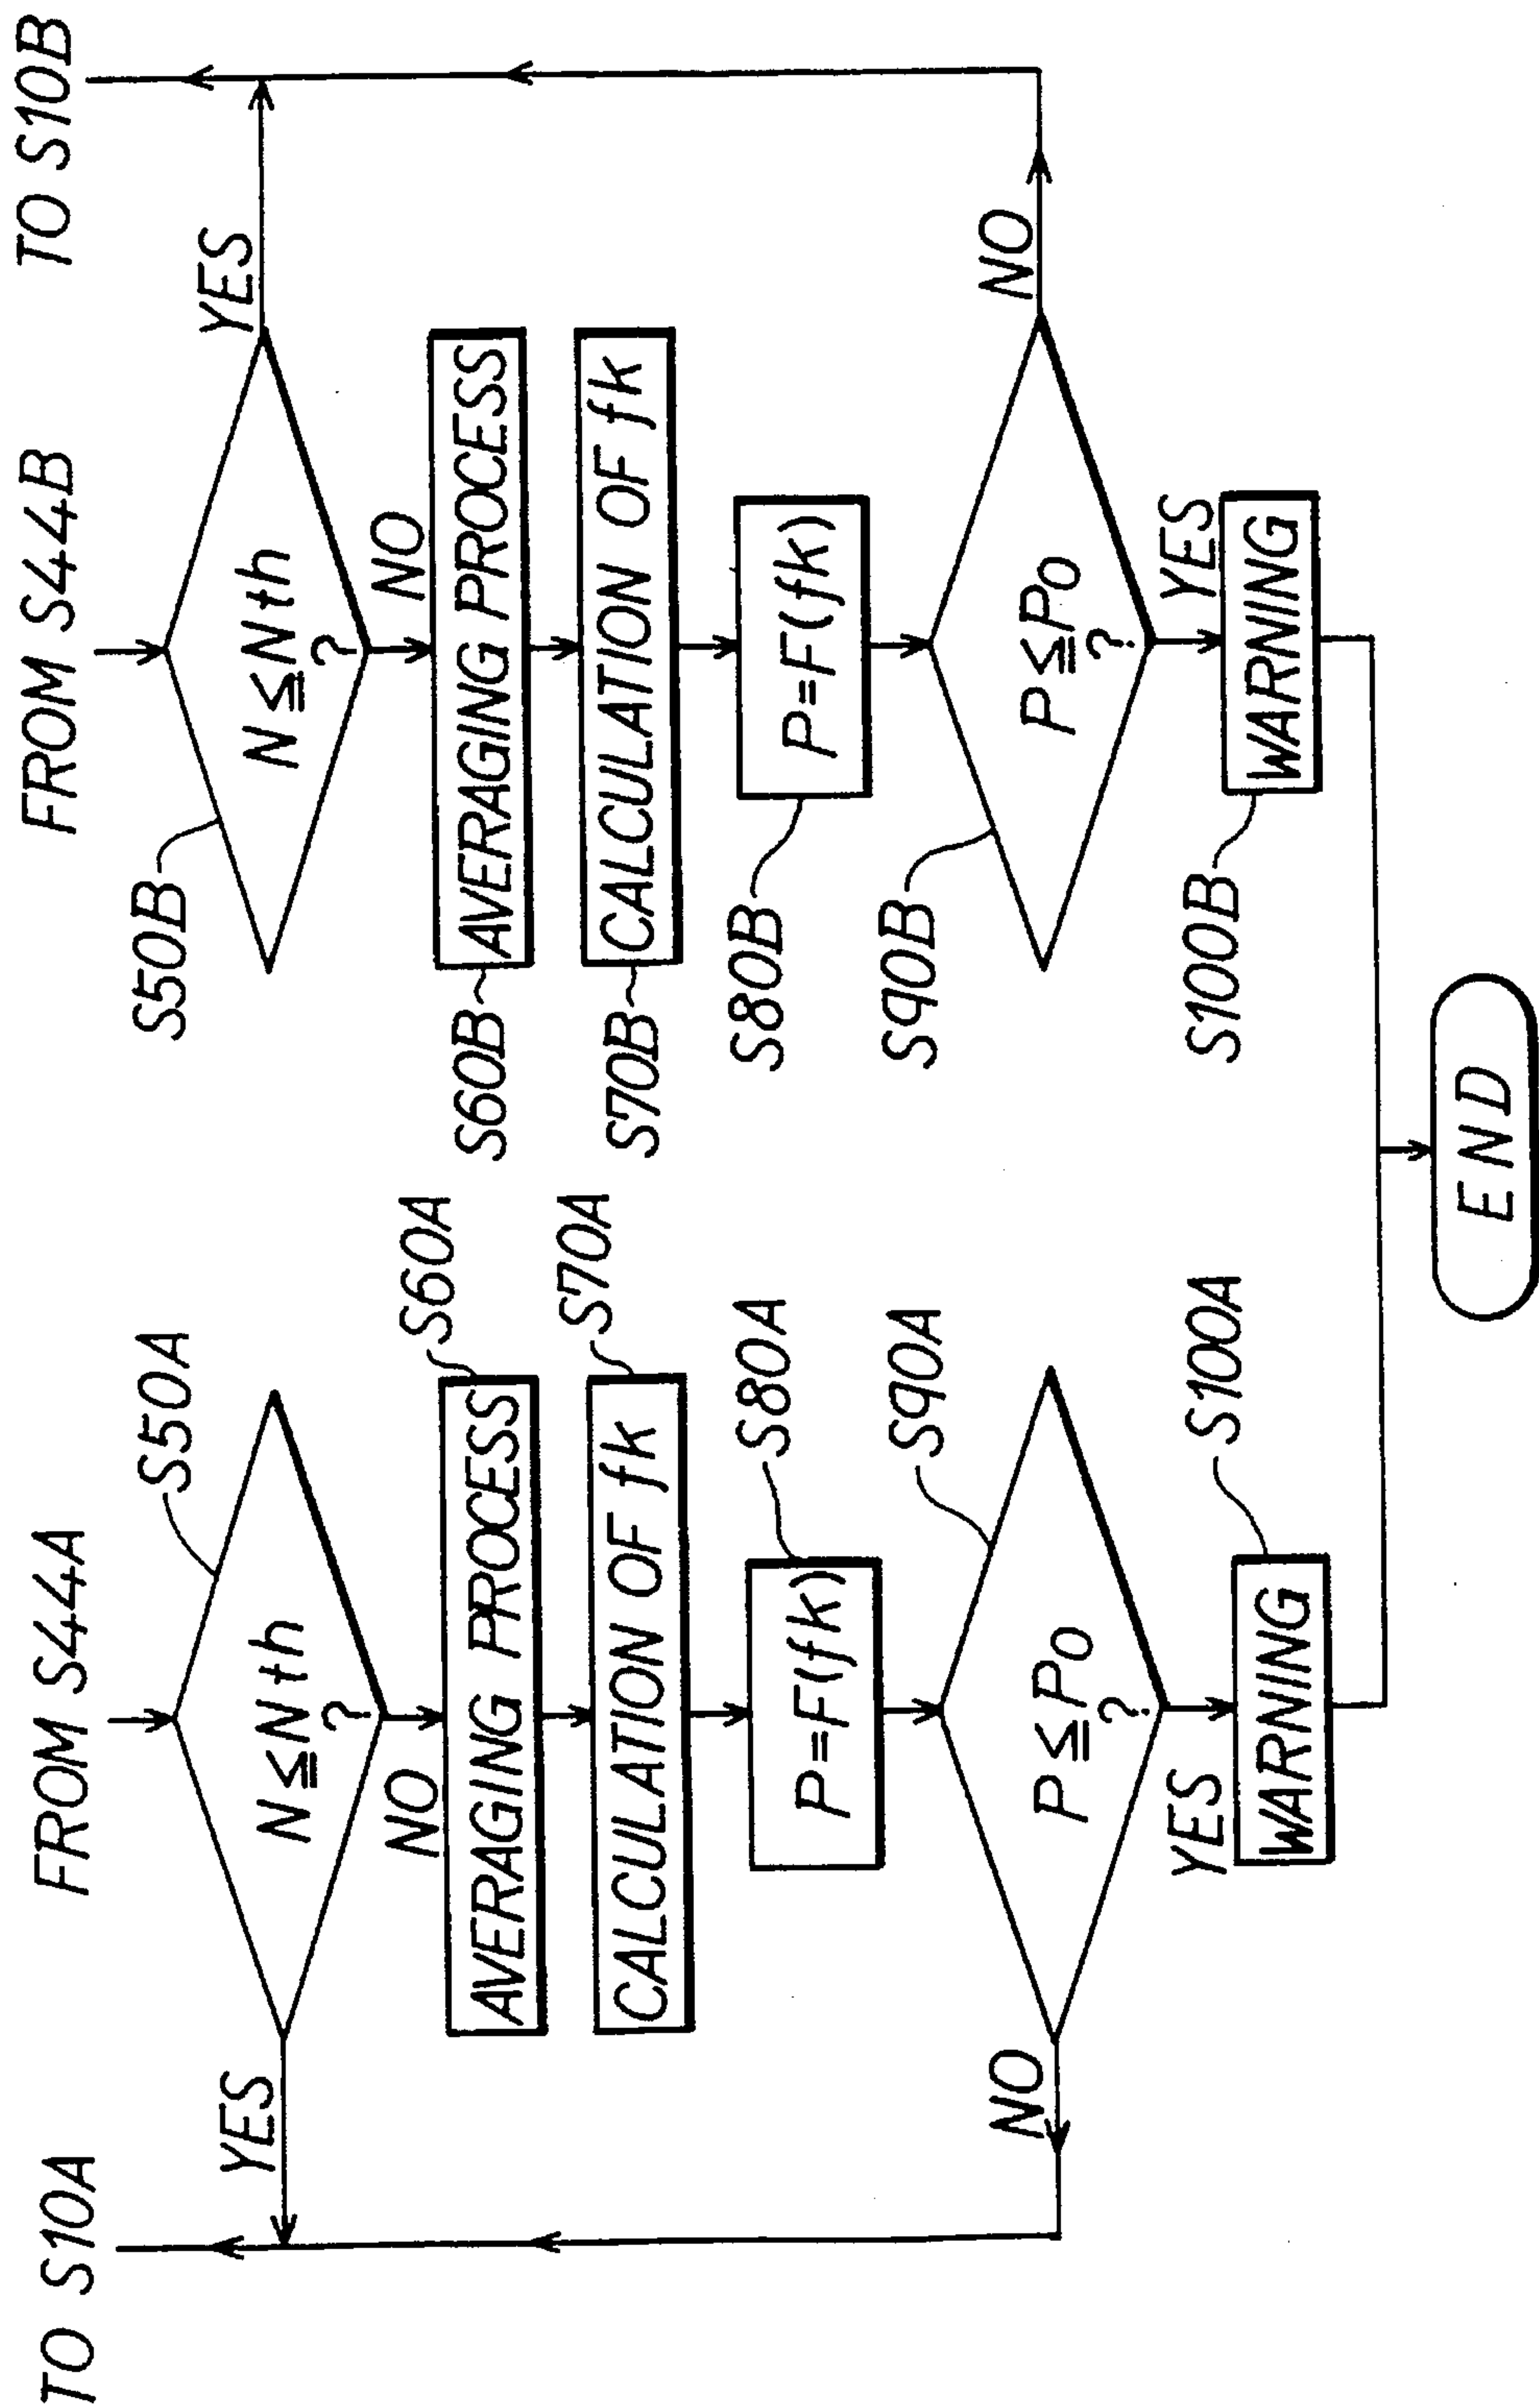 TO S10A
FROM S44A
FROM S44B
TO S10B
S50A
N ≦ Nth
?
YES
NO
S60A
AVERAGING PROCESS
S70A
CALCULATION OF fk
S80A
P=F(fk)
S90A
P ≦ P0
?
NO
YES
S100A
WARNING
S50B
N ≦ Nth
?
YES
NO
S60B
AVERAGING PROCESS
S70B
CALCULATION OF fk
S80B
P=F(fk)
S90B
P ≦ P0
?
NO
YES
S100B
WARNING
END